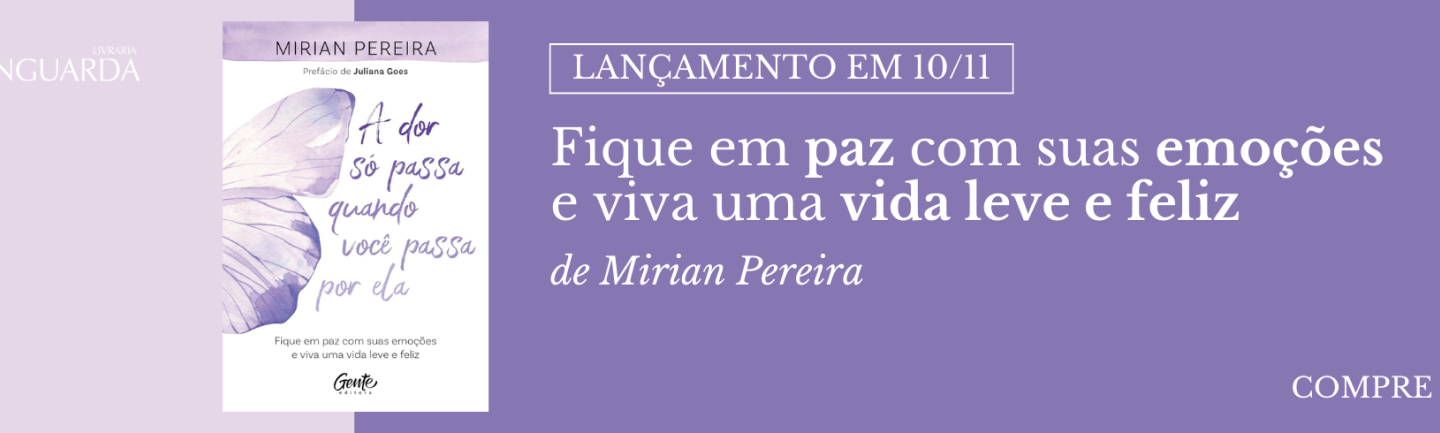 LIVRARIA
NGUARDA
MIRIAN PEREIRA
Prefácio de Juliana Goes
A dor
só passa
quando
você passa
por ela
Fique em paz com suas emoções
e viva uma vida leve e feliz
Gente
editora
LANÇAMENTO EM 10/11
Fique em paz com suas emoções
e viva uma vida leve e feliz
de Mirian Pereira
COMPRE